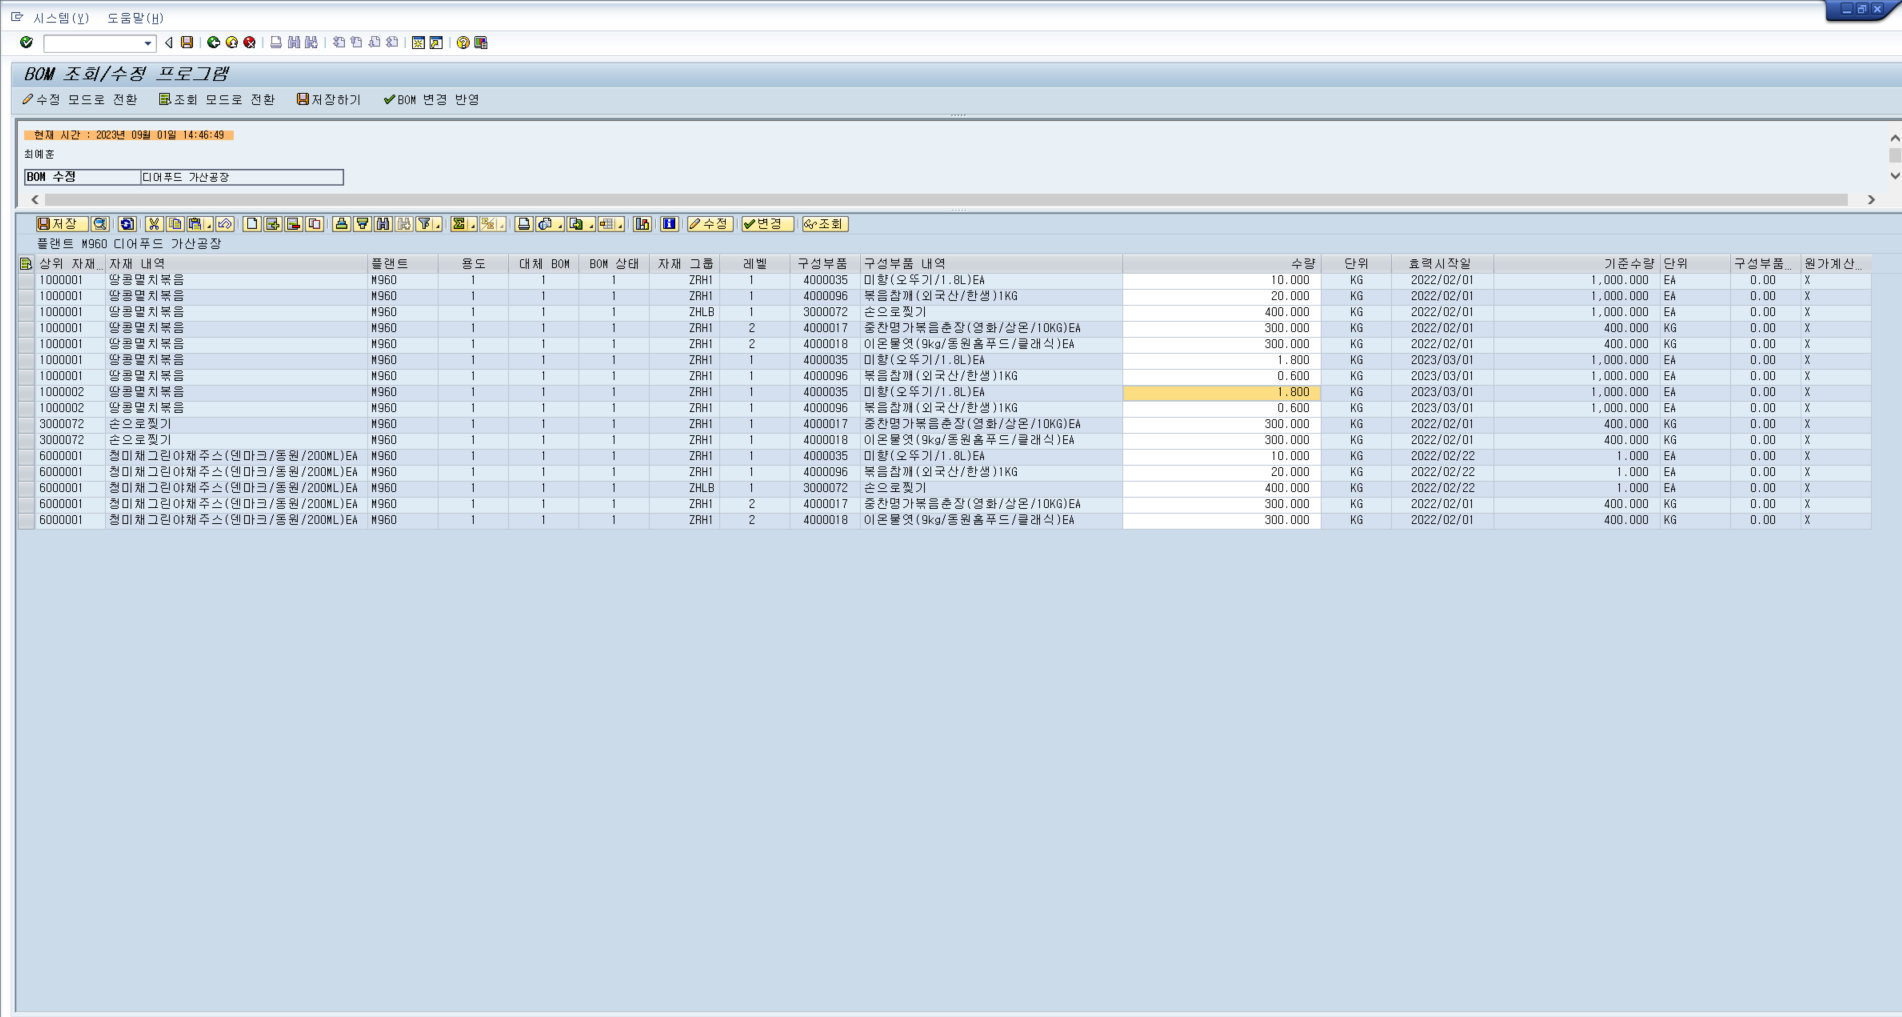 시스템(Y) 도움말(H)
BOM 조회/수정 프로그램
수정 모드로 전환 조회 모드로 전환 저장하기 BOM 변경 반영
현재 시간 : 2023년 09월 01일 14:46:49
최예훈
BOM 수정 디어푸드 가산공장
저장 수정 변경 조회
플랜트 M960 디어푸드 가산공장
상위 자재… 자재 내역 플랜트 용도 대체 BOM BOM 상태 자재 그룹 레벨 구성부품 구성부품 내역 수량 단위 효력시작일 기준수량 단위 구성부품… 원가계산…
1000001 땅콩멸치볶음 M960 1 1 1 ZRH1 1 4000035 미향(오뚜기/1.8L)EA 10.000 KG 2022/02/01 1,000.000 EA 0.00 X
1000001 땅콩멸치볶음 M960 1 1 1 ZRH1 1 4000096 볶음참깨(외국산/한생)1KG 20.000 KG 2022/02/01 1,000.000 EA 0.00 X
1000001 땅콩멸치볶음 M960 1 1 1 ZHLB 1 3000072 손으로찢기 400.000 KG 2022/02/01 1,000.000 EA 0.00 X
1000001 땅콩멸치볶음 M960 1 1 1 ZRH1 2 4000017 중찬명가볶음춘장(영화/상온/10KG)EA 300.000 KG 2022/02/01 400.000 KG 0.00 X
1000001 땅콩멸치볶음 M960 1 1 1 ZRH1 2 4000018 이온물엿(9kg/동원홈푸드/클래식)EA 300.000 KG 2022/02/01 400.000 KG 0.00 X
1000001 땅콩멸치볶음 M960 1 1 1 ZRH1 1 4000035 미향(오뚜기/1.8L)EA 1.800 KG 2023/03/01 1,000.000 EA 0.00 X
1000001 땅콩멸치볶음 M960 1 1 1 ZRH1 1 4000096 볶음참깨(외국산/한생)1KG 0.600 KG 2023/03/01 1,000.000 EA 0.00 X
1000002 땅콩멸치볶음 M960 1 1 1 ZRH1 1 4000035 미향(오뚜기/1.8L)EA 1.800 KG 2023/03/01 1,000.000 EA 0.00 X
1000002 땅콩멸치볶음 M960 1 1 1 ZRH1 1 4000096 볶음참깨(외국산/한생)1KG 0.600 KG 2023/03/01 1,000.000 EA 0.00 X
3000072 손으로찢기 M960 1 1 1 ZRH1 1 4000017 중찬명가볶음춘장(영화/상온/10KG)EA 300.000 KG 2022/02/01 400.000 KG 0.00 X
3000072 손으로찢기 M960 1 1 1 ZRH1 1 4000018 이온물엿(9kg/동원홈푸드/클래식)EA 300.000 KG 2022/02/01 400.000 KG 0.00 X
6000001 청미채그린야채주스(덴마크/동원/200ML)EA M960 1 1 1 ZRH1 1 4000035 미향(오뚜기/1.8L)EA 10.000 KG 2022/02/22 1.000 EA 0.00 X
6000001 청미채그린야채주스(덴마크/동원/200ML)EA M960 1 1 1 ZRH1 1 4000096 볶음참깨(외국산/한생)1KG 20.000 KG 2022/02/22 1.000 EA 0.00 X
6000001 청미채그린야채주스(덴마크/동원/200ML)EA M960 1 1 1 ZHLB 1 3000072 손으로찢기 400.000 KG 2022/02/22 1.000 EA 0.00 X
6000001 청미채그린야채주스(덴마크/동원/200ML)EA M960 1 1 1 ZRH1 2 4000017 중찬명가볶음춘장(영화/상온/10KG)EA 300.000 KG 2022/02/01 400.000 KG 0.00 X
6000001 청미채그린야채주스(덴마크/동원/200ML)EA M960 1 1 1 ZRH1 2 4000018 이온물엿(9kg/동원홈푸드/클래식)EA 300.000 KG 2022/02/01 400.000 KG 0.00 X